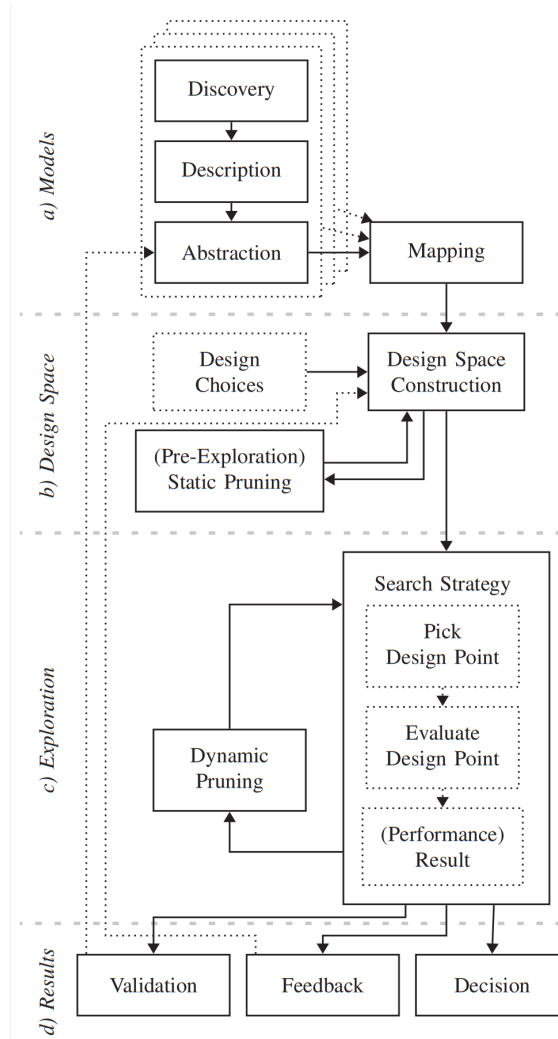 a) Models
Discovery
Description
Abstraction
Mapping
b) Design Space
Design
Choices
Design Space
Construction
(Pre-Exploration)
Static Pruning
c) Exploration
Search Strategy
Pick
Design Point
Evaluate
Design Point
(Performance)
Result
Dynamic
Pruning
d) Results
Validation
Feedback
Decision